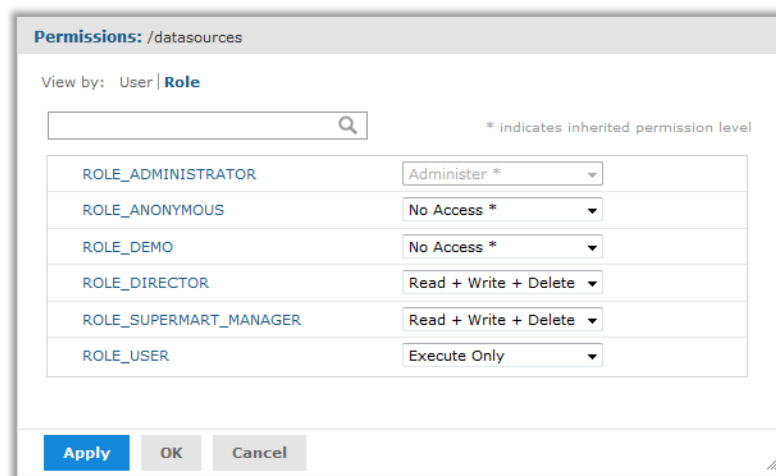 Permissions: /datasources
View by: User | Role
* indicates inherited permission level
ROLE_ADMINISTRATOR Administer *
ROLE_ANONYMOUS No Access *
ROLE_DEMO No Access *
ROLE_DIRECTOR Read + Write + Delete
ROLE_SUPERMART_MANAGER Read + Write + Delete
ROLE_USER Execute Only
Apply OK Cancel